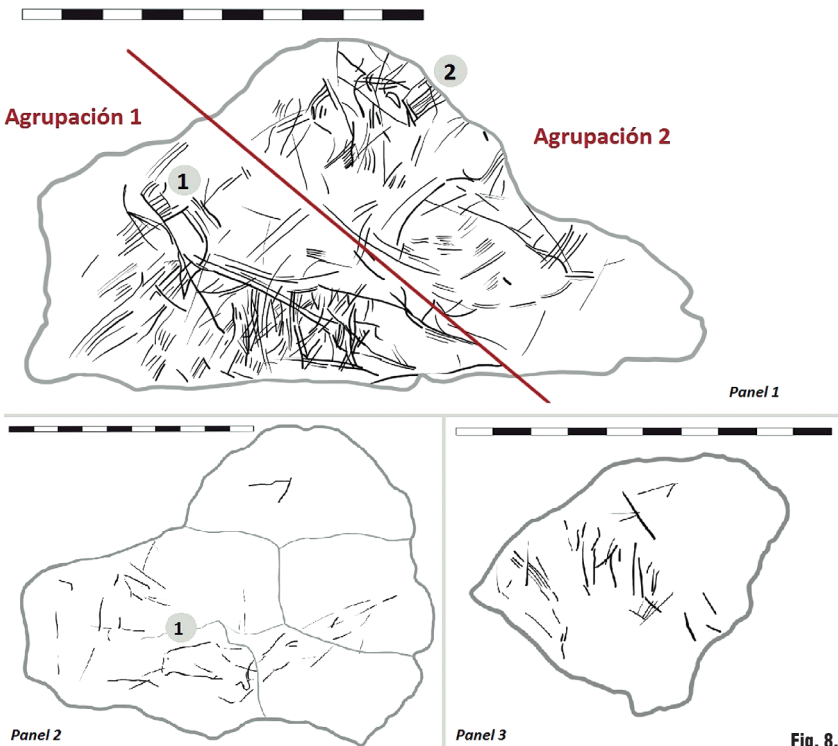 2
Agrupación 1
Agrupación 2
1
Panel 1
1
Panel 2
Panel 3
Fig. 8.